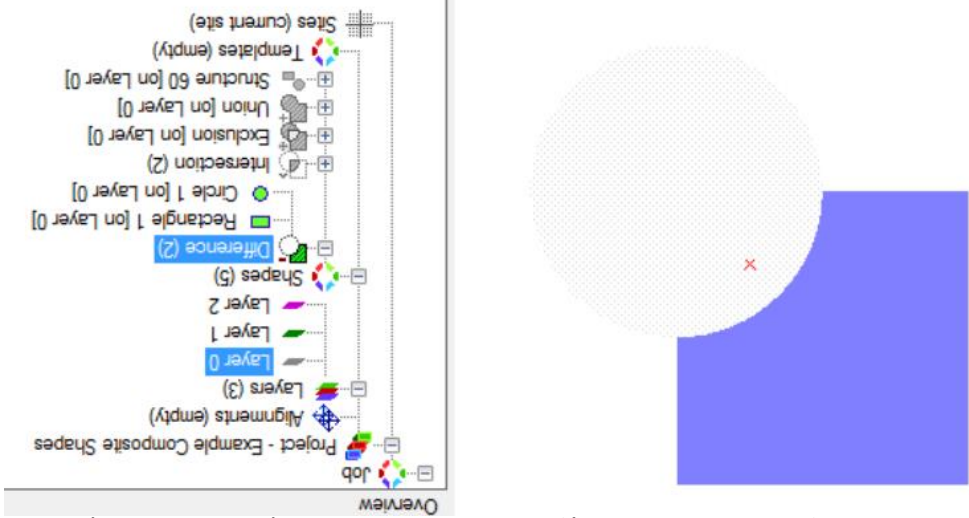 Overview
Job
Project - Example Composite Shapes
Alignments (empty)
Layers (3)
Layer 0
Layer 1
Layer 2
Shapes (5)
Difference (2)
Rectangle 1 [on Layer 0]
Circle 1 [on Layer 0]
Intersection (2)
Exclusion [on Layer 0]
Union [on Layer 0]
Structure 60 [on Layer 0]
Templates (empty)
Sites (current site)